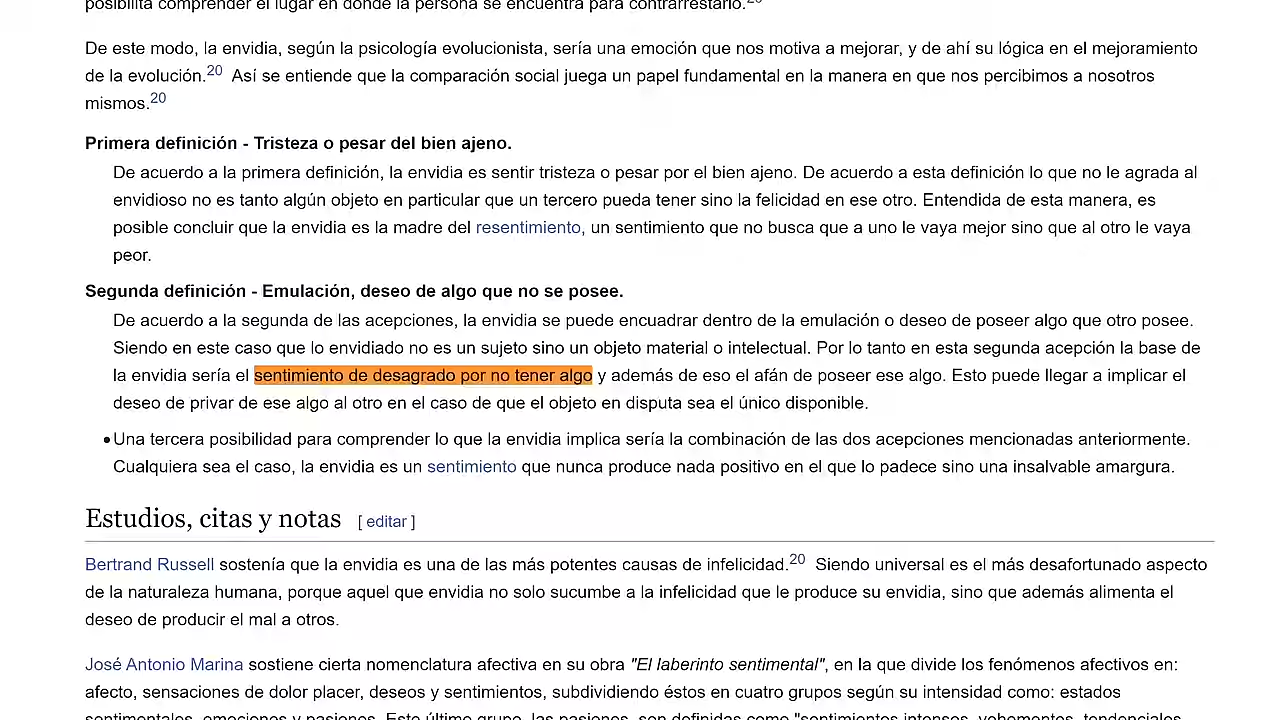 posibilita comprender el lugar en donde la persona se encuentra para contrarrestarlo.20
De este modo, la envidia, según la psicología evolucionista, sería una emoción que nos motiva a mejorar, y de ahí su lógica en el mejoramiento
de la evolución.20 Así se entiende que la comparación social juega un papel fundamental en la manera en que nos percibimos a nosotros
mismos.20
Primera definición - Tristeza o pesar del bien ajeno.
De acuerdo a la primera definición, la envidia es sentir tristeza o pesar por el bien ajeno. De acuerdo a esta definición lo que no le agrada al
envidioso no es tanto algún objeto en particular que un tercero pueda tener sino la felicidad en ese otro. Entendida de esta manera, es
posible concluir que la envidia es la madre del resentimiento, un sentimiento que no busca que a uno le vaya mejor sino que al otro le vaya
peor.
Segunda definición - Emulación, deseo de algo que no se posee.
De acuerdo a la segunda de las acepciones, la envidia se puede encuadrar dentro de la emulación o deseo de poseer algo que otro posee.
Siendo en este caso que lo envidiado no es un sujeto sino un objeto material o intelectual. Por lo tanto en esta segunda acepción la base de
la envidia sería el sentimiento de desagrado por no tener algo y además de eso el afán de poseer ese algo. Esto puede llegar a implicar el
deseo de privar de ese algo al otro en el caso de que el objeto en disputa sea el único disponible.
• Una tercera posibilidad para comprender lo que la envidia implica sería la combinación de las dos acepciones mencionadas anteriormente.
Cualquiera sea el caso, la envidia es un sentimiento que nunca produce nada positivo en el que lo padece sino una insalvable amargura.
Estudios, citas y notas [ editar ]
Bertrand Russell sostenía que la envidia es una de las más potentes causas de infelicidad.20 Siendo universal es el más desafortunado aspecto
de la naturaleza humana, porque aquel que envidia no solo sucumbe a la infelicidad que le produce su envidia, sino que además alimenta el
deseo de producir el mal a otros.
José Antonio Marina sostiene cierta nomenclatura afectiva en su obra "El laberinto sentimental", en la que divide los fenómenos afectivos en:
afecto, sensaciones de dolor placer, deseos y sentimientos, subdividiendo éstos en cuatro grupos según su intensidad como: estados
sentimentales, emociones y pasiones. Este último grupo, las pasiones, son definidas como "sentimientos intensos, vehementes, tendenciales,